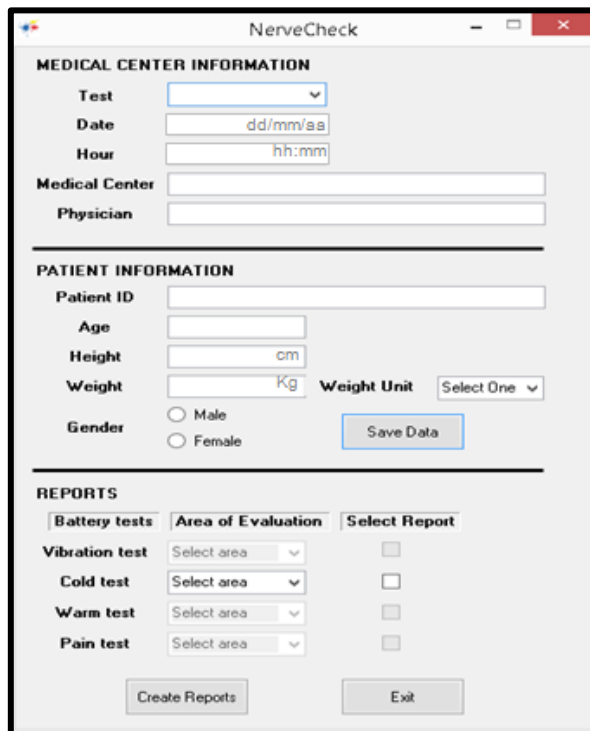 NerveCheck
MEDICAL CENTER INFORMATION
Test
Date dd/mm/aa
Hour hh:mm
Medical Center
Physician
PATIENT INFORMATION
Patient ID
Age
Height cm
Weight Kg Weight Unit Select One
Gender Male
Female
Save Data
REPORTS
Battery tests Area of Evaluation Select Report
Vibration test Select area
Cold test Select area
Warm test Select area
Pain test Select area
Create Reports Exit